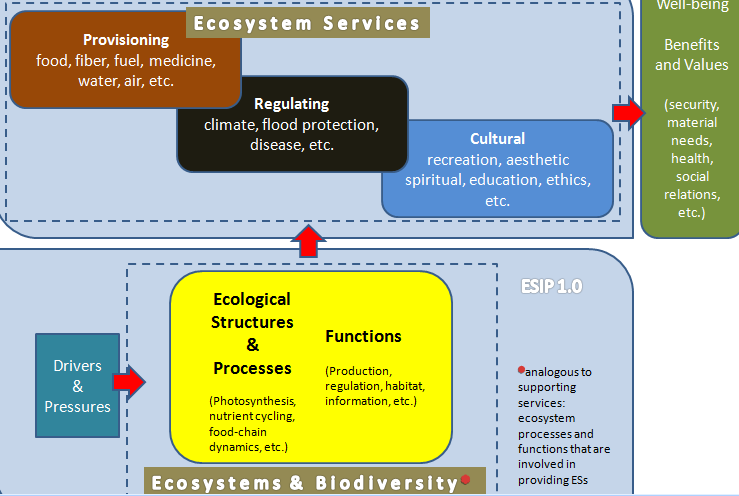 Ecosystem Services
Provisioning
food, fiber, fuel, medicine,
water, air, etc.
Regulating
climate, flood protection,
disease, etc.
Cultural
recreation, aesthetic
spiritual, education, ethics,
etc.
Well-being
Benefits
and Values
(security,
material
needs,
health,
social
relations,
etc.)
ESIP 1.0
Drivers
&
Pressures
Ecological
Structures
&
Processes
(Photosynthesis,
nutrient cycling,
food-chain
dynamics, etc.)
Functions
(Production,
regulation, habitat,
information, etc.)
analogous to
supporting
services:
ecosystem
processes and
functions that are
involved in
providing ESs
Ecosystems & Biodiversity